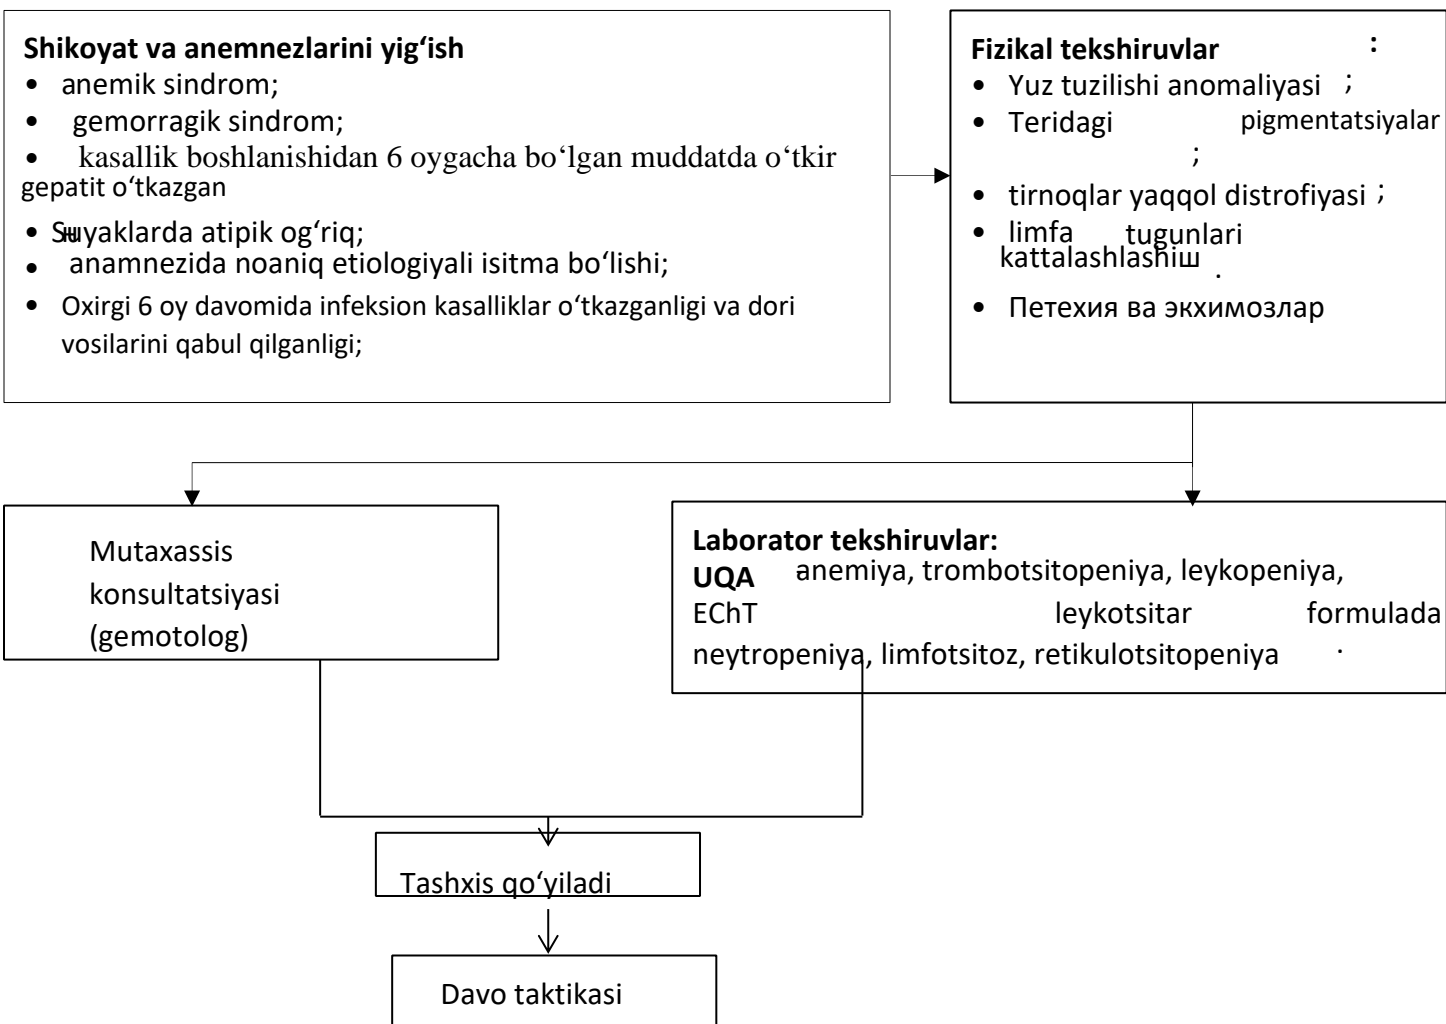 Shikoyat va anemnezlarini yig‘ish
• anemik sindrom;
• gemorragik sindrom;
• kasallik boshlanishidan 6 oygacha bo‘lgan muddatda o‘tkir
gepatit o‘tkazgan
• Suyaklarda atipik og‘riq;
• anamnezida noaniq etiologiyali isitma bo‘lishi;
• Oxirgi 6 oy davomida infeksion kasalliklar o‘tkazganligi va dori
vosilarini qabul qilganligi;
Fizikal tekshiruvlar :
• Yuz tuzilishi anomaliyasi ;
• Teridagi pigmentatsiyalar
;
• tirnoqlar yaqqol distrofiyasi ;
• limfa tugunlari
kattalashlashiш .
• Петехия ва экхимозлар
Mutaxassis
konsultatsiyasi
(gemotolog)
Laborator tekshiruvlar:
UQA - anemiya, trombotsitopeniya, leykopeniya,
EChT leykotsitar formulada
neytropeniya, limfotsitoz, retikulotsitopeniya .
Tashxis qo‘yiladi
Davo taktikasi